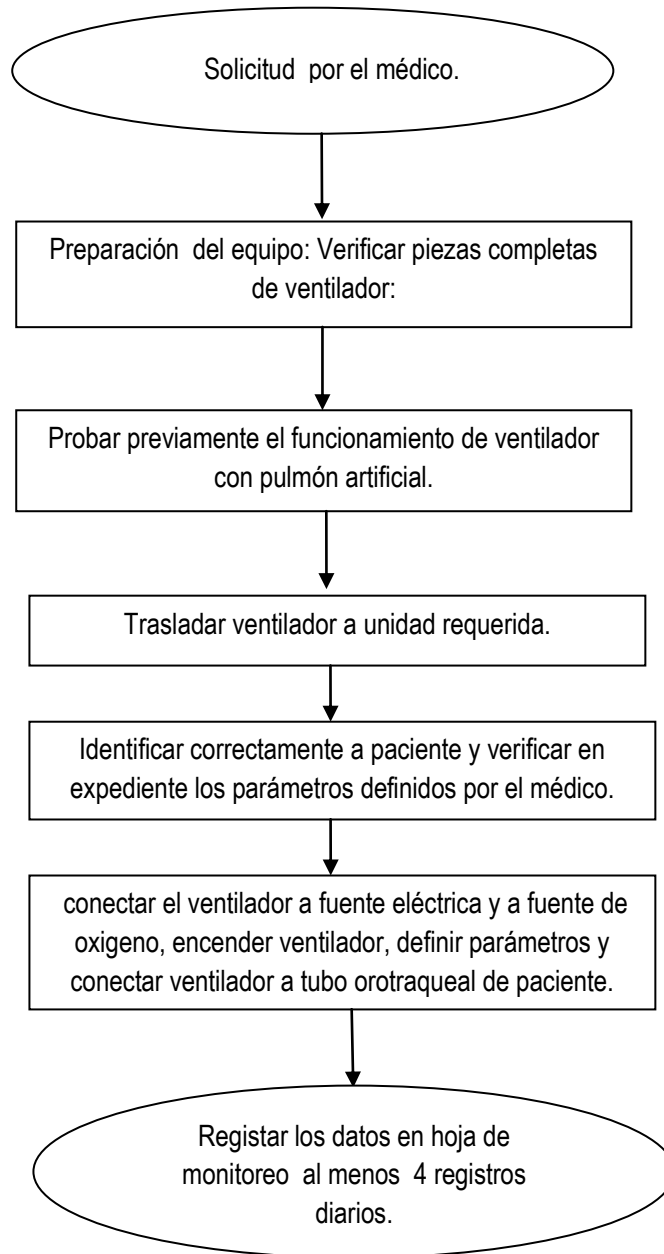 Solicitud por el médico.
Preparación del equipo: Verificar piezas completas
de ventilador:
Probar previamente el funcionamiento de ventilador
con pulmón artificial.
Trasladar ventilador a unidad requerida.
Identificar correctamente a paciente y verificar en
expediente los parámetros definidos por el médico.
conectar el ventilador a fuente eléctrica y a fuente de
oxigeno, encender ventilador, definir parámetros y
conectar ventilador a tubo orotraqueal de paciente.
Registar los datos en hoja de
monitoreo al menos 4 registros
diarios.